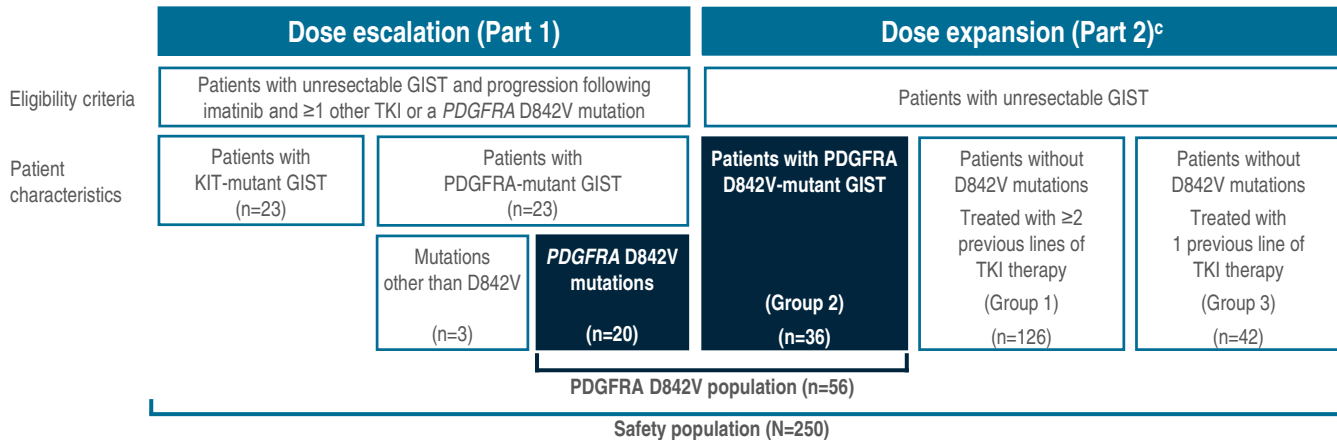 Dose escalation (Part 1)
Dose expansion (Part 2)c
Eligibility criteria
Patients with unresectable GIST and progression following
imatinib and ≥1 other TKI or a PDGFRA D842V mutation
Patients with unresectable GIST
Patient
characteristics
Patients with
KIT-mutant GIST
(n=23)
Patients with
PDGFRA-mutant GIST
(n=23)
Mutations
other than D842V
(n=3)
PDGFRA D842V
mutations
(n=20)
Patients with PDGFRA
D842V-mutant GIST
(Group 2)
(n=36)
Patients without
D842V mutations
Treated with ≥2
previous lines of
TKI therapy
(Group 1)
(n=126)
Patients without
D842V mutations
Treated with
1 previous line of
TKI therapy
(Group 3)
(n=42)
PDGFRA D842V population (n=56)
Safety population (N=250)